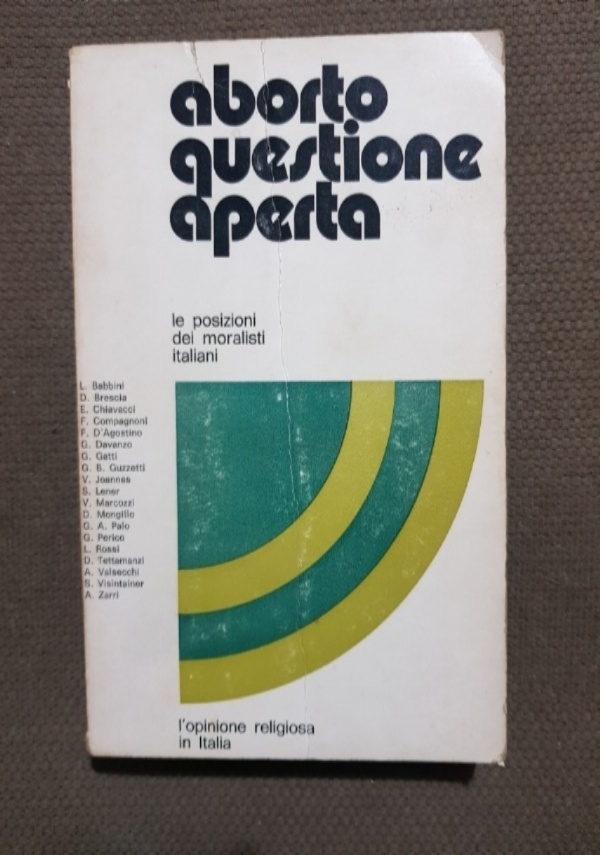 aborto
questione
aperta
le posizioni
dei moralisti
italiani
L. Babbini
D. Brescia
E. Chiavacci
F. Compagnoni
F. D'Agostino
G. Davanzo
G. Gatti
G. B. Guzzetti
V. Joannes
S. Lener
V. Marcozzi
D. Mongillo
G. A. Palo
G. Perico
L. Rossi
D. Tettamanzi
A. Valsecchi
S. Visintainer
A. Zarri
l'opinione religiosa
in Italia